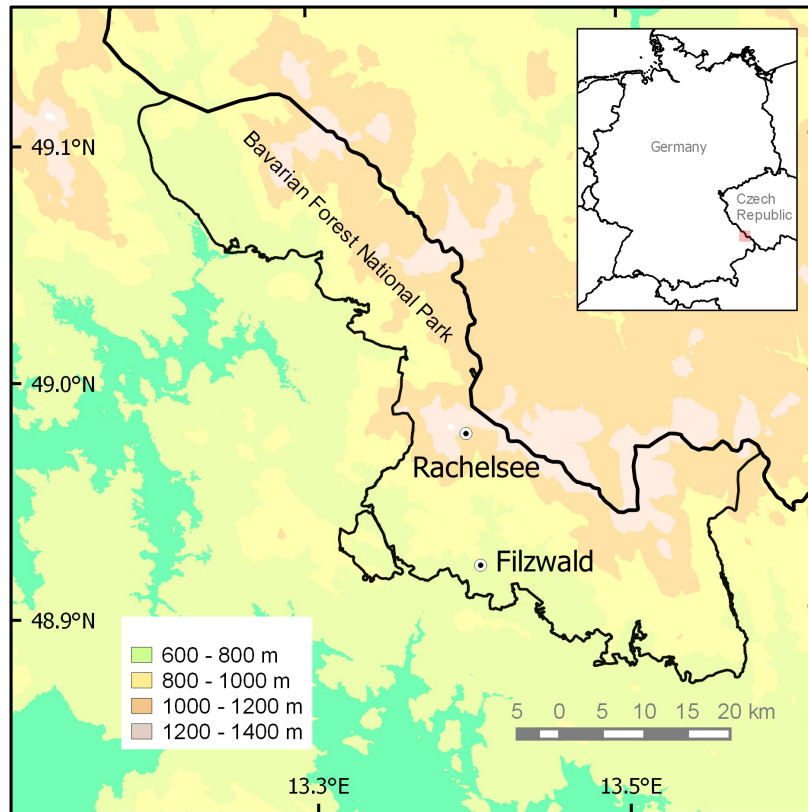 Germany
Czech
Republic
49.1°N
Bavarian Forest National Park
49.0°N
Rachelsee
Filzwald
48.9°N
600 - 800 m
800 - 1000 m
1000 - 1200 m
1200 - 1400 m
5 0 5 10 15 20 km
13.3°E 13.5°E